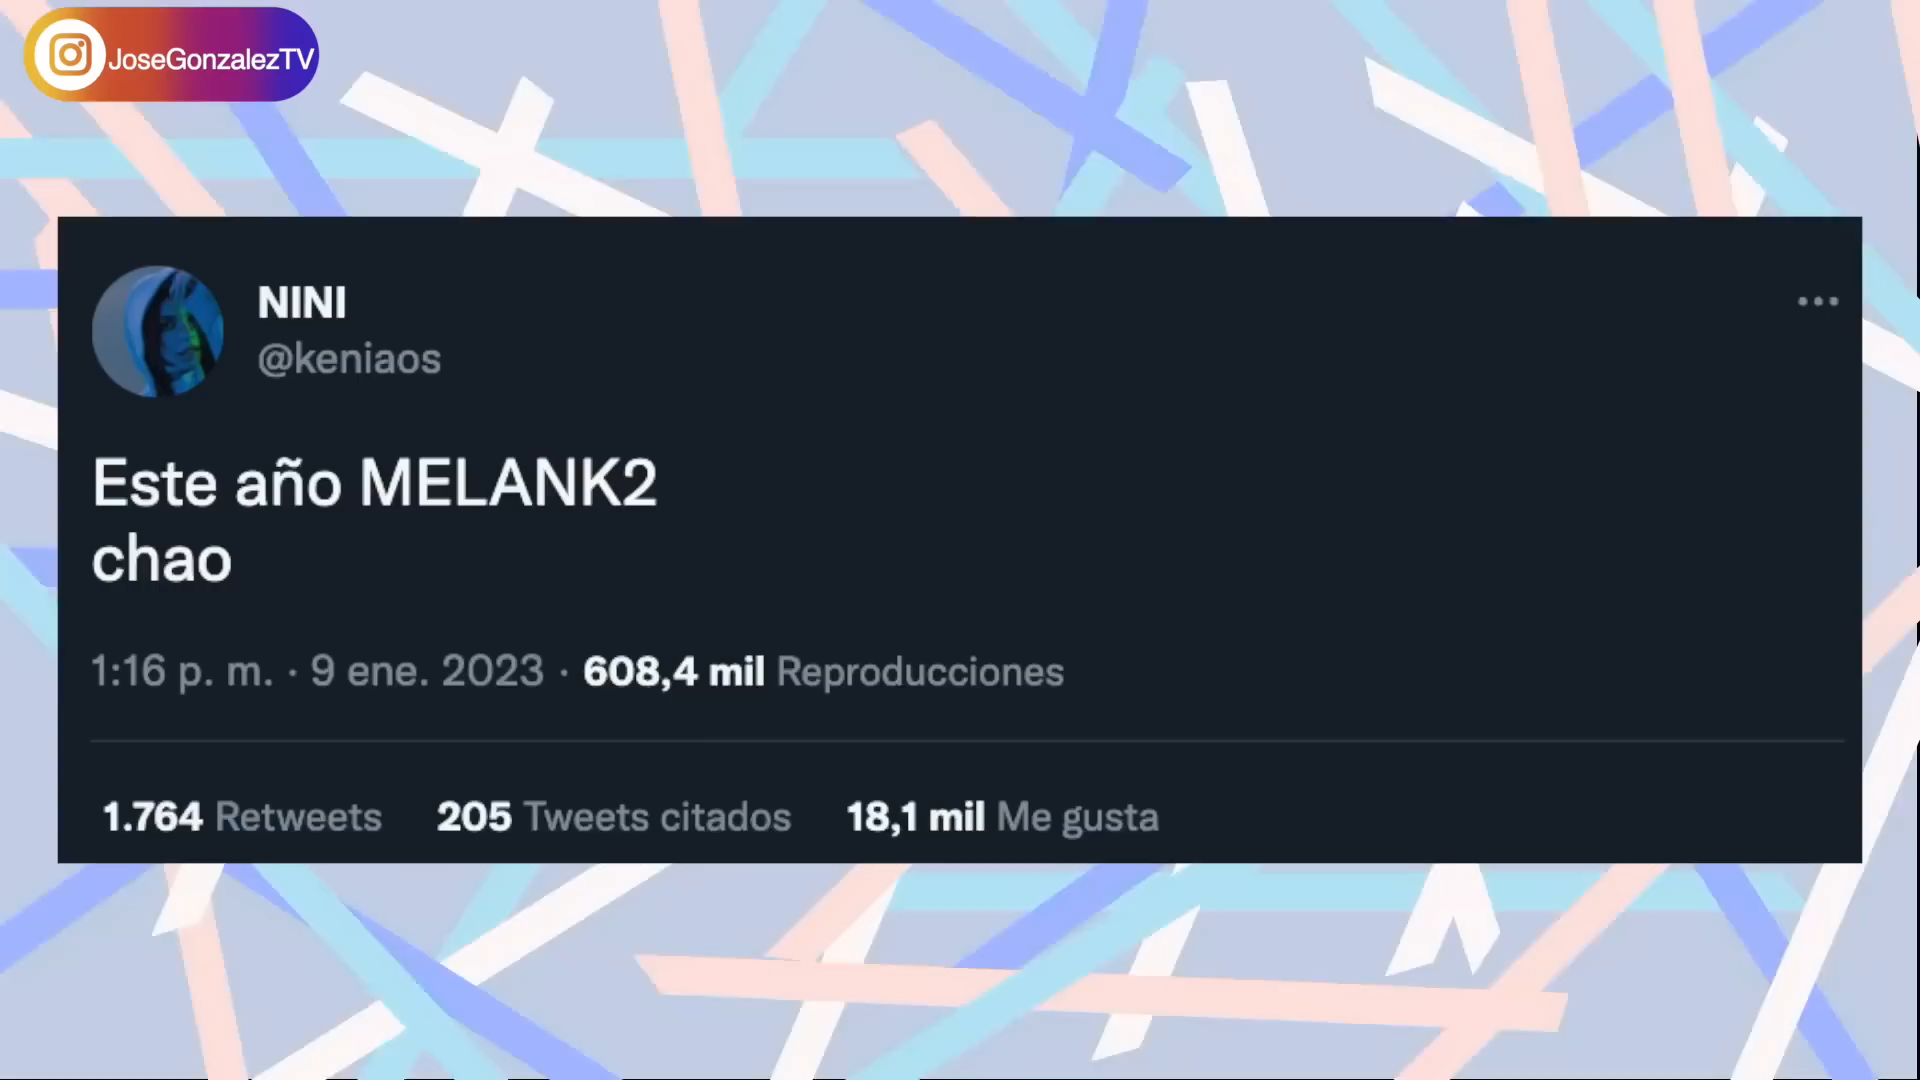 JoseGonzalezTV
NINI
@keniaos
Este año MELANK2
chao
1:16 p. m. · 9 ene. 2023 · 608,4 mil Reproducciones
1.764 Retweets 205 Tweets citados 18,1 mil Me gusta